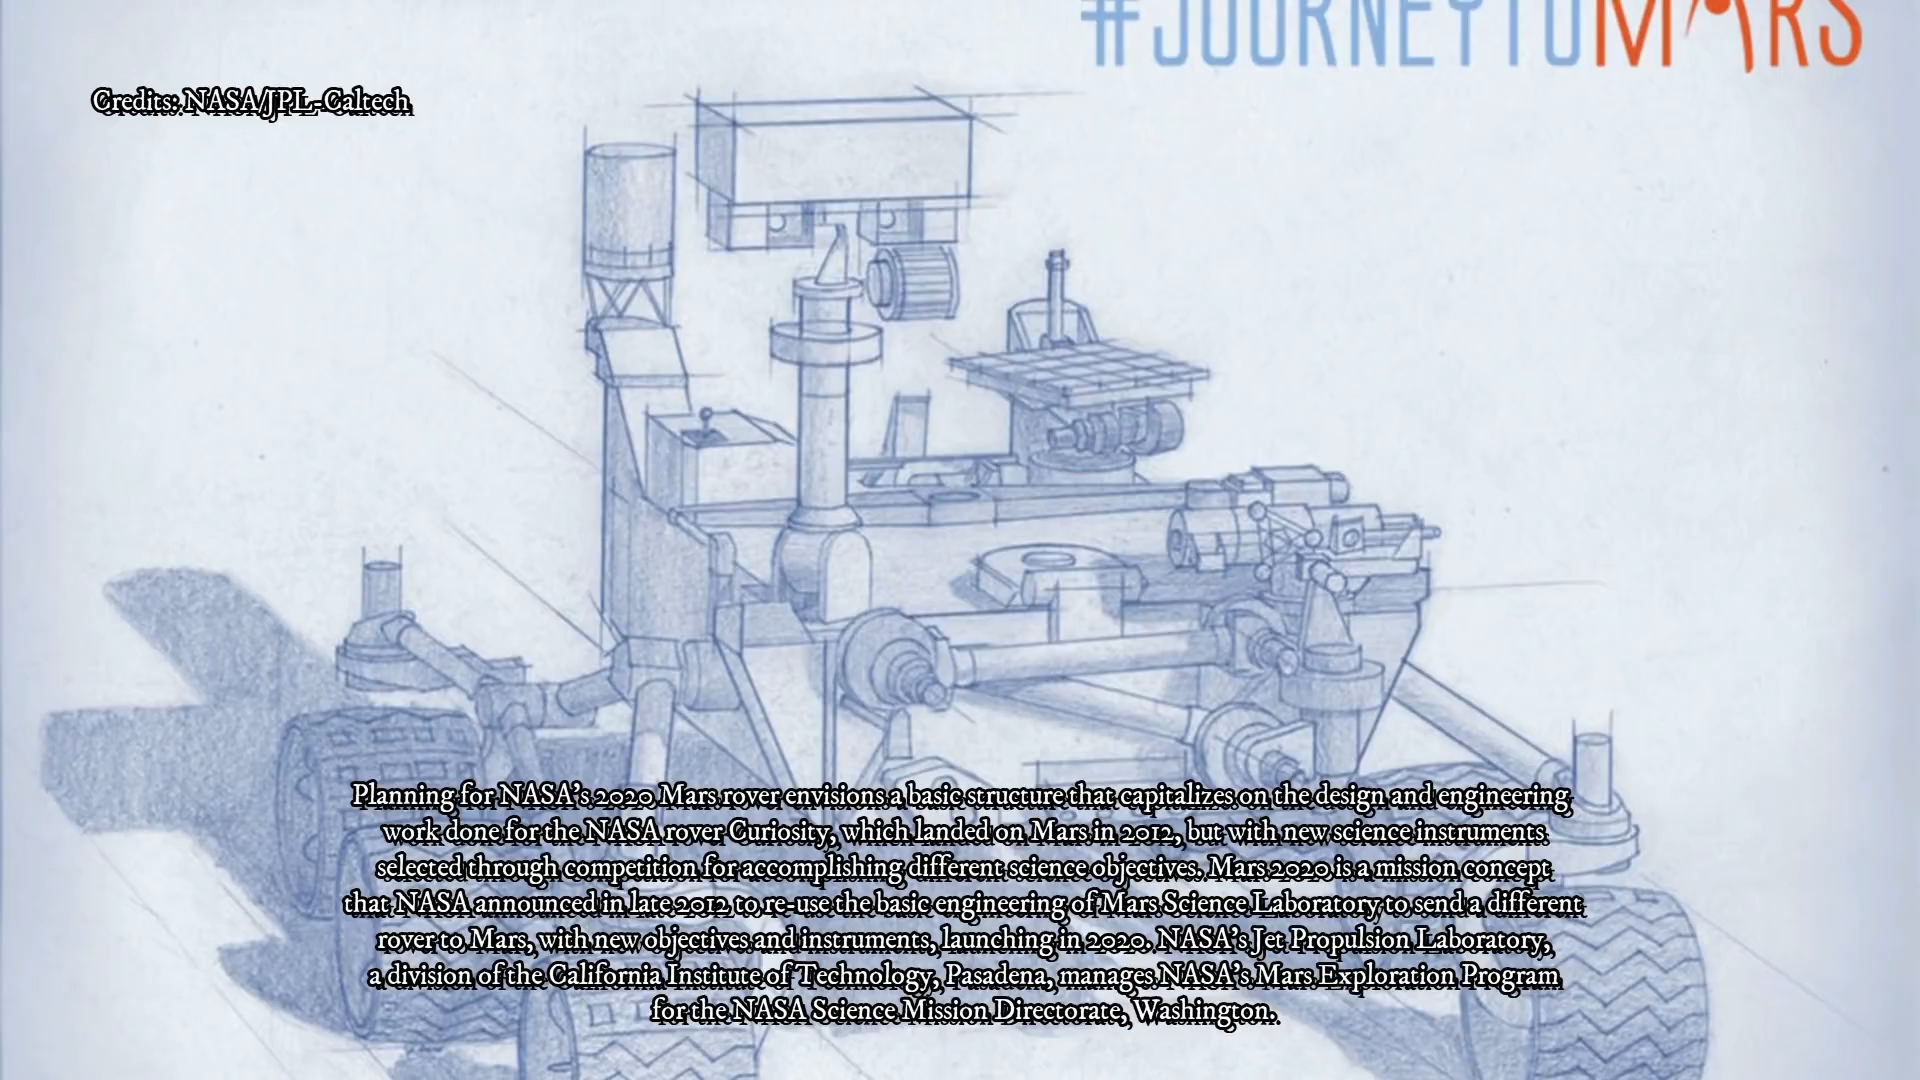 #JOURNEYTOMARS
Credits: NASA/JPL-Caltech
Planning for NASA's 2020 Mars rover envisions a basic structure that capitalizes on the design and engineering
work done for the NASA rover Curiosity, which landed on Mars in 2012, but with new science instruments
selected through competition for accomplishing different science objectives. Mars 2020 is a mission concept
that NASA announced in late 2012 to re-use the basic engineering of Mars Science Laboratory to send a different
rover to Mars, with new objectives and instruments, launching in 2020. NASA's Jet Propulsion Laboratory,
a division of the California Institute of Technology, Pasadena, manages NASA's Mars Exploration Program
for the NASA Science Mission Directorate, Washington.